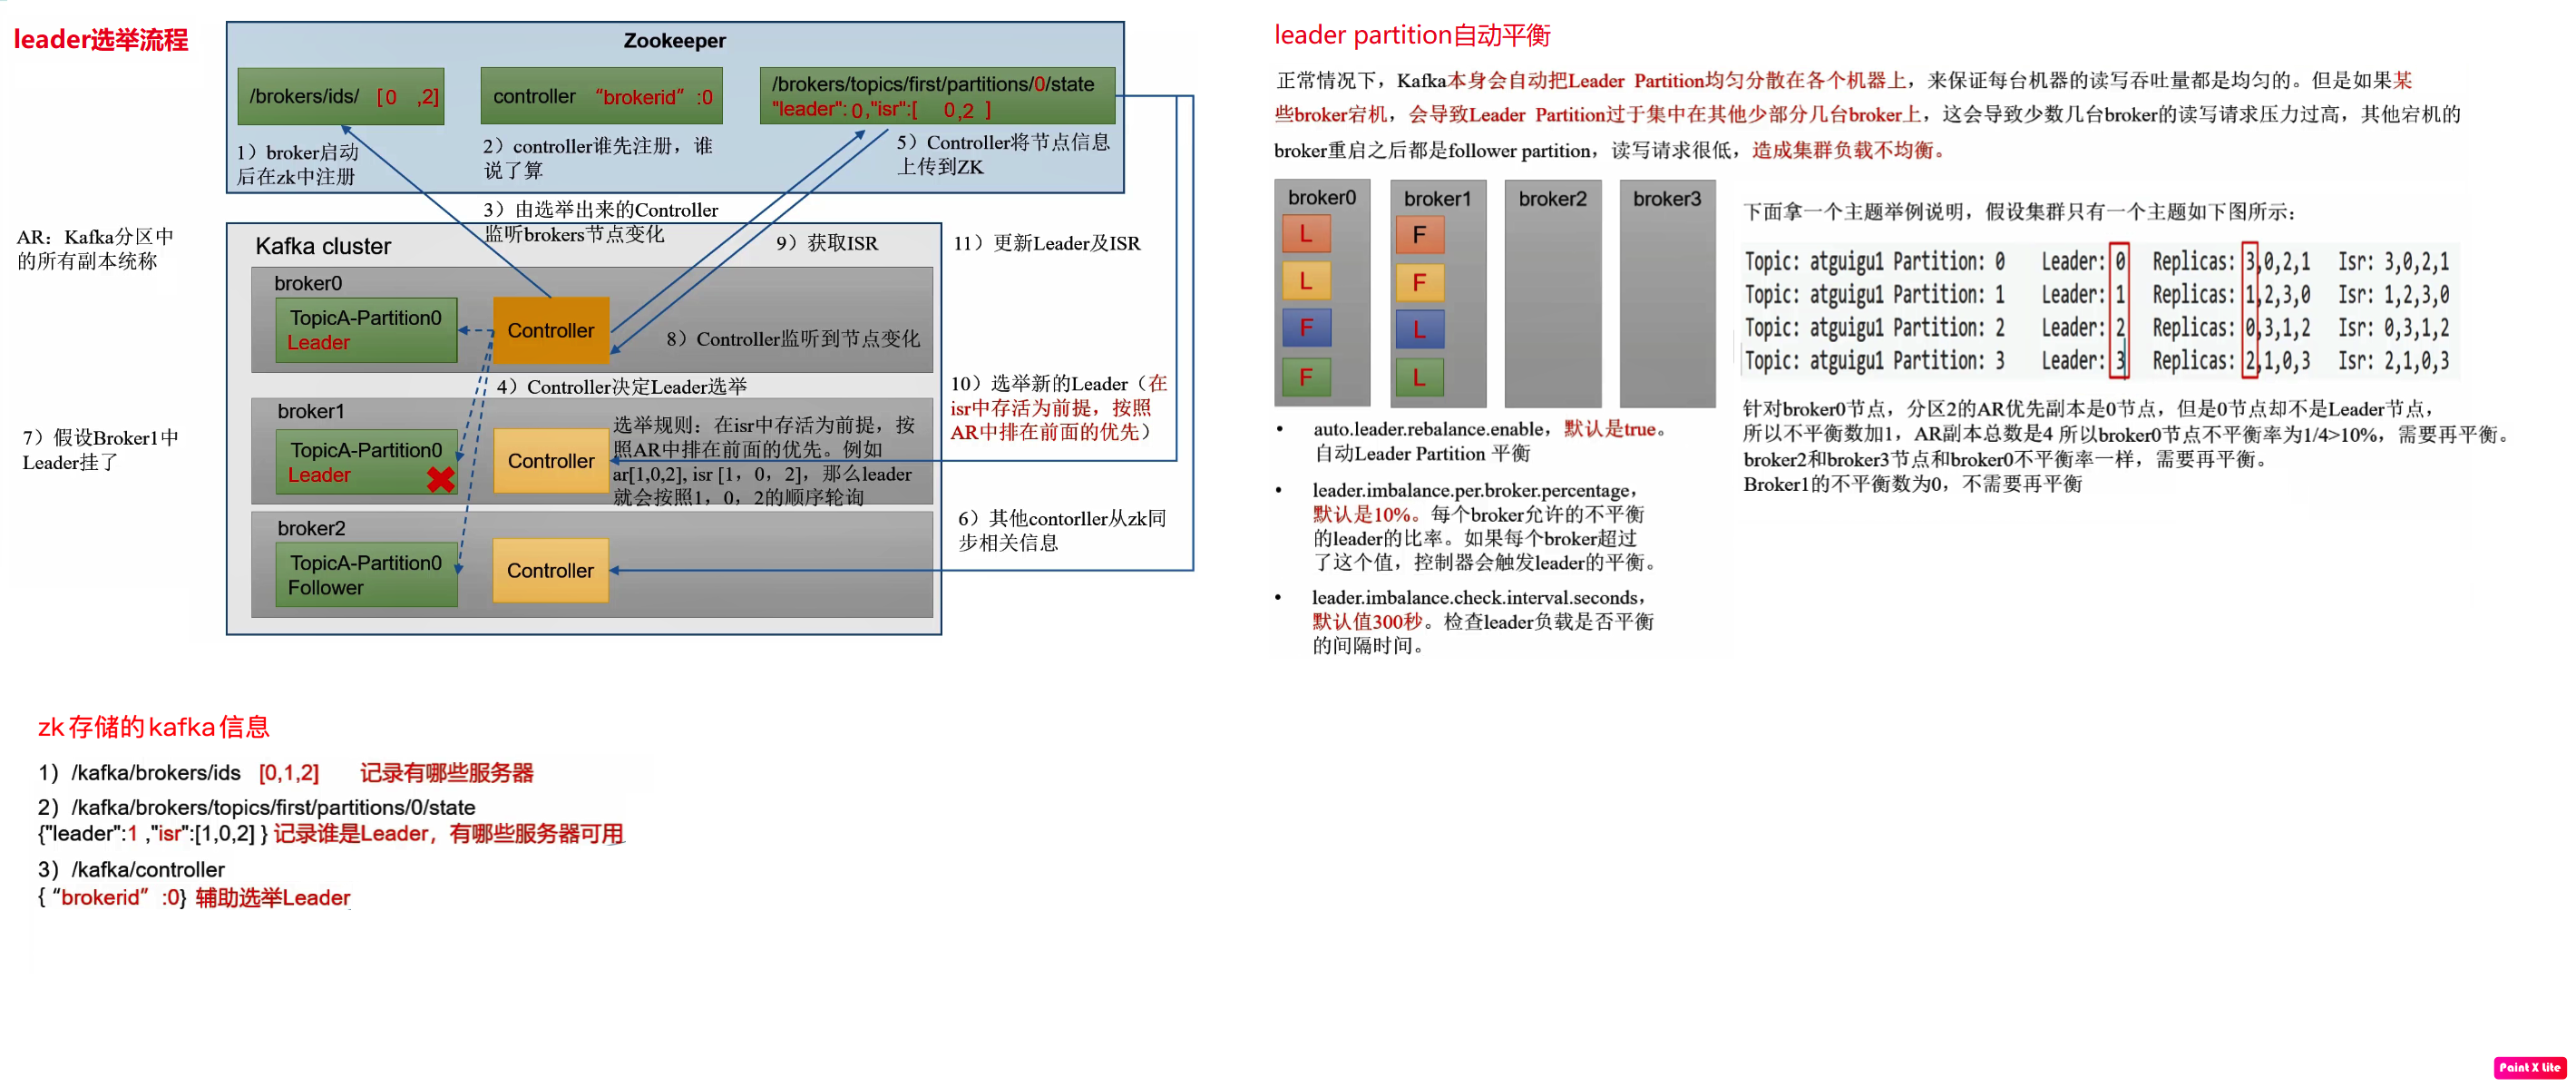 leader选举流程
Zookeeper
/brokers/ids/ [0 ,2]
controller “brokerid” :0
/brokers/topics/first/partitions/0/state
"leader": 0,"isr":[ 0,2 ]
1）broker启动
后在zk中注册
2）controller谁先注册，谁
说了算
5）Controller将节点信息
上传到ZK
3）由选举出来的Controller
监听brokers节点变化
9）获取ISR
11）更新Leader及ISR
AR：Kafka分区中
的所有副本统称
Kafka cluster
broker0
TopicA-Partition0
Leader
Controller
8）Controller监听到节点变化
4）Controller决定Leader选举
10）选举新的Leader（在
isr中存活为前提，按照
AR中排在前面的优先）
7）假设Broker1中
Leader挂了
broker1
TopicA-Partition0
Leader
Controller
选举规则：在isr中存活为前提，按
照AR中排在前面的优先。例如
ar[1,0,2], isr [1，0，2]，那么leader
就会按照1，0，2的顺序轮询
broker2
TopicA-Partition0
Follower
Controller
6）其他contorller从zk同
步相关信息
zk存储的kafka信息
1）/kafka/brokers/ids [0,1,2] 记录有哪些服务器
2）/kafka/brokers/topics/first/partitions/0/state
{"leader":1 ,"isr":[1,0,2] } 记录谁是Leader，有哪些服务器可用
3）/kafka/controller
{ “brokerid” :0} 辅助选举Leader
leader partition自动平衡
正常情况下，Kafka本身会自动把Leader Partition均匀分散在各个机器上，来保证每台机器的读写吞吐量都是均匀的。但是如果某
些broker宕机，会导致Leader Partition过于集中在其他少部分几台broker上，这会导致少数几台broker的读写请求压力过高，其他宕机的
broker重启之后都是follower partition，读写请求很低，造成集群负载不均衡。
broker0 broker1 broker2 broker3
L F
L F
F L
F L
• auto.leader.rebalance.enable，默认是true。
自动Leader Partition 平衡
• leader.imbalance.per.broker.percentage，
默认是10%。每个broker允许的不平衡
的leader的比率。如果每个broker超过
了这个值，控制器会触发leader的平衡。
• leader.imbalance.check.interval.seconds，
默认值300秒。检查leader负载是否平衡
的间隔时间。
下面拿一个主题举例说明，假设集群只有一个主题如下图所示：
Topic: atguigu1 Partition: 0 Leader: 0 Replicas: 3,0,2,1 Isr: 3,0,2,1
Topic: atguigu1 Partition: 1 Leader: 1 Replicas: 1,2,3,0 Isr: 1,2,3,0
Topic: atguigu1 Partition: 2 Leader: 2 Replicas: 0,3,1,2 Isr: 0,3,1,2
Topic: atguigu1 Partition: 3 Leader: 3 Replicas: 2,1,0,3 Isr: 2,1,0,3
针对broker0节点，分区2的AR优先副本是0节点，但是0节点却不是Leader节点，
所以不平衡数加1，AR副本总数是4 所以broker0节点不平衡率为1/4>10%，需要再平衡。
broker2和broker3节点和broker0不平衡率一样，需要再平衡。
Broker1的不平衡数为0，不需要再平衡
Paint X Lite